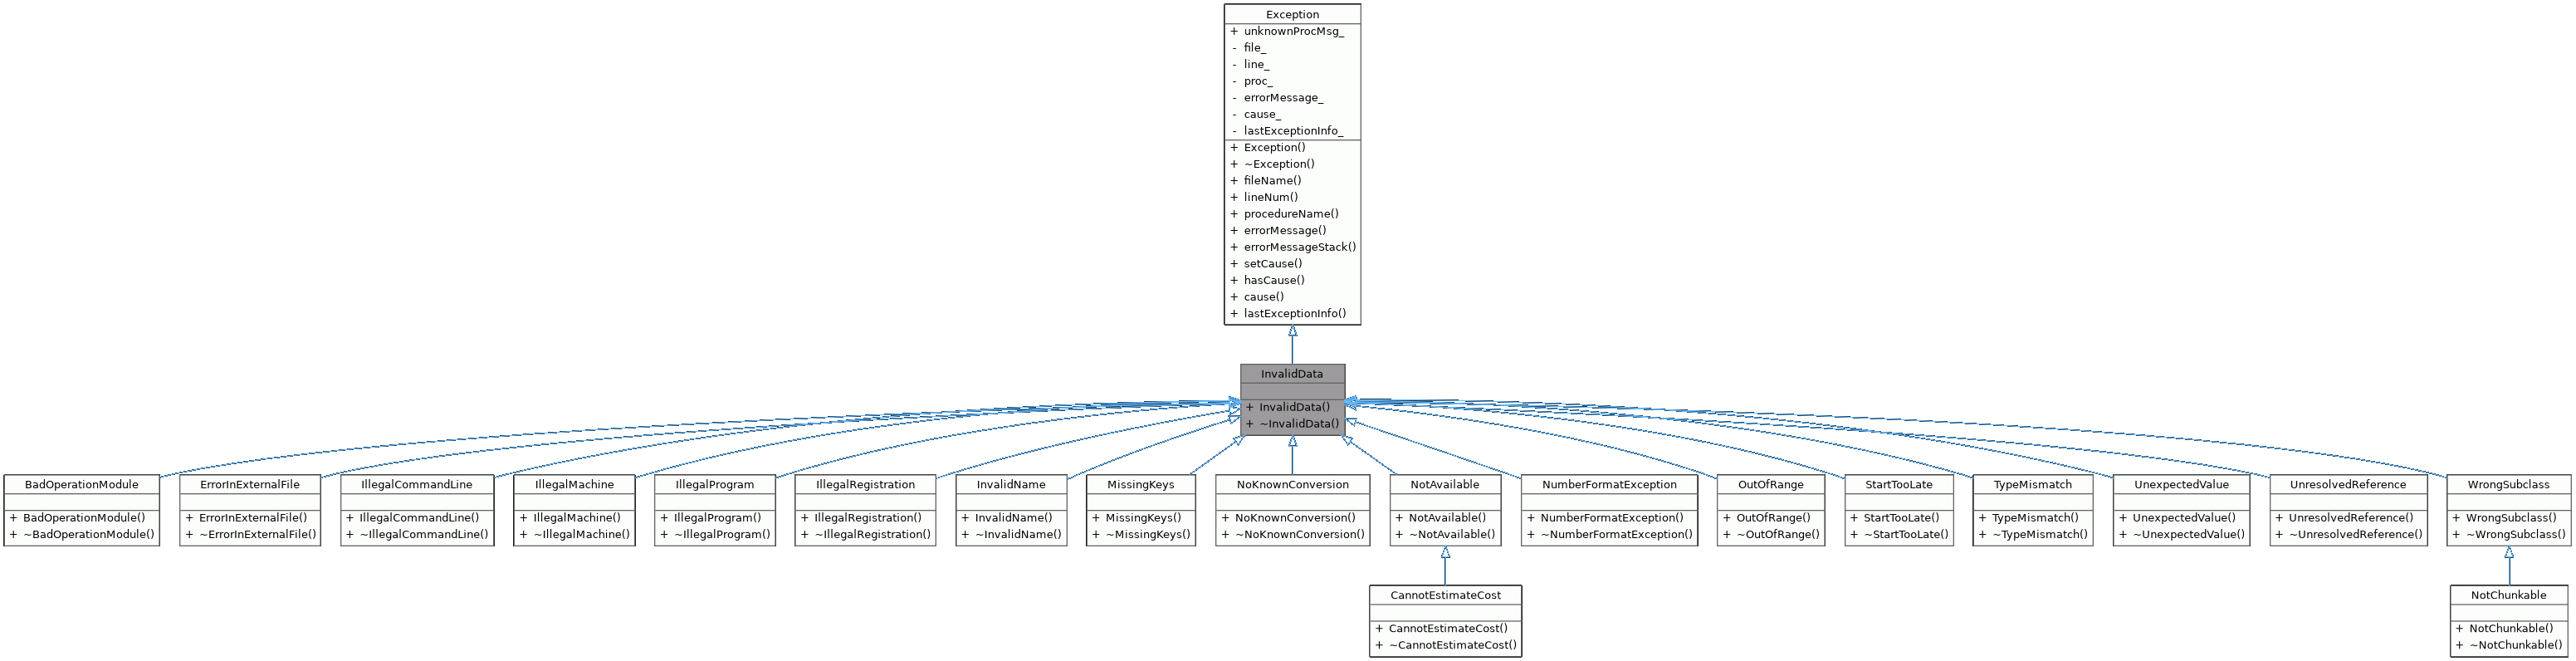 Exception
+ unknownProcMsg_
- file_
- line_
- proc_
- errorMessage_
- cause_
- lastExceptionInfo_
+ Exception()
+ ~Exception()
+ fileName()
+ lineNum()
+ procedureName()
+ errorMessage()
+ errorMessageStack()
+ setCause()
+ hasCause()
+ cause()
+ lastExceptionInfo()
InvalidData
+ InvalidData()
+ ~InvalidData()
BadOperationModule
+ BadOperationModule()
+ ~BadOperationModule()
ErrorInExternalFile
+ ErrorInExternalFile()
+ ~ErrorInExternalFile()
IllegalCommandLine
+ IllegalCommandLine()
+ ~IllegalCommandLine()
IllegalMachine
+ IllegalMachine()
+ ~IllegalMachine()
IllegalProgram
+ IllegalProgram()
+ ~IllegalProgram()
IllegalRegistration
+ IllegalRegistration()
+ ~IllegalRegistration()
InvalidName
+ InvalidName()
+ ~InvalidName()
MissingKeys
+ MissingKeys()
+ ~MissingKeys()
NoKnownConversion
+ NoKnownConversion()
+ ~NoKnownConversion()
NotAvailable
+ NotAvailable()
+ ~NotAvailable()
NumberFormatException
+ NumberFormatException()
+ ~NumberFormatException()
OutOfRange
+ OutOfRange()
+ ~OutOfRange()
StartTooLate
+ StartTooLate()
+ ~StartTooLate()
TypeMismatch
+ TypeMismatch()
+ ~TypeMismatch()
UnexpectedValue
+ UnexpectedValue()
+ ~UnexpectedValue()
UnresolvedReference
+ UnresolvedReference()
+ ~UnresolvedReference()
WrongSubclass
+ WrongSubclass()
+ ~WrongSubclass()
CannotEstimateCost
+ CannotEstimateCost()
+ ~CannotEstimateCost()
NotChunkable
+ NotChunkable()
+ ~NotChunkable()